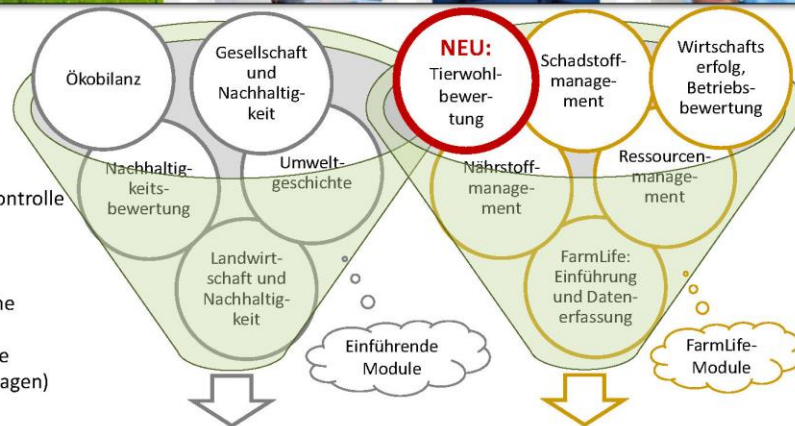 Ökobilanz
Gesellschaft
und
Nachhaltig-
keit
NEU:
Tierwohl-
bewer-
tung
Schadstoff-
manage-
ment
Wirtschafts
erfolg,
Betriebs-
bewertung
Nachhaltig-
keits-
bewertung
Umwelt-
geschichte
Nährstoff-
manage-
ment
Ressourcen-
manage-
ment
ontrolle
Landwirt-
schaft und
Nachhaltig-
keit
FarmLife:
Einführung
und Daten-
erfassung
ne
e
agen)
Einführende
Module
FarmLife-
Module